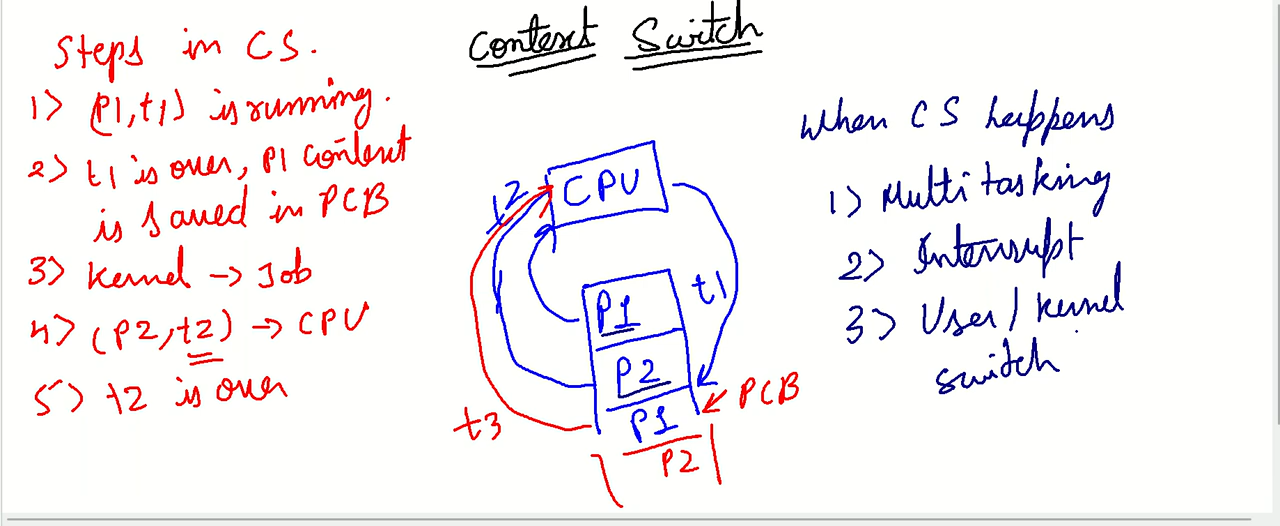 Context Switch
Steps in CS.
1> (P1,t1) is running.
2> t1 is over, P1 context
is saved in PCB
3> Kernel → Job
4> (P2,t2) → CPU
5> t2 is over
CPU
t2
t1
P1
P2
P1
PCB
t3
P2
When CS happens
1> Multitasking
2> Interrupt
3> User/kernel
switch